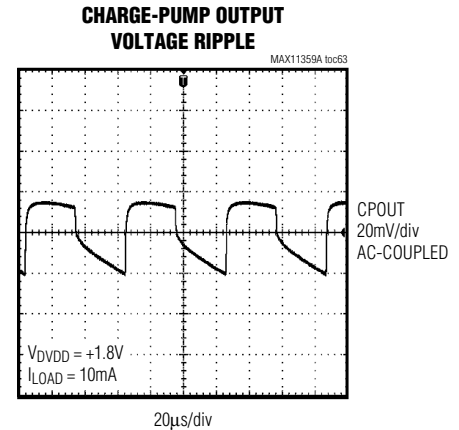 CHARGE-PUMP OUTPUT
VOLTAGE RIPPLE
MAX11359A toc63
T
CPOUT
20mV/div
AC-COUPLED
VDVDD = +1.8V
ILOAD = 10mA
20µs/div